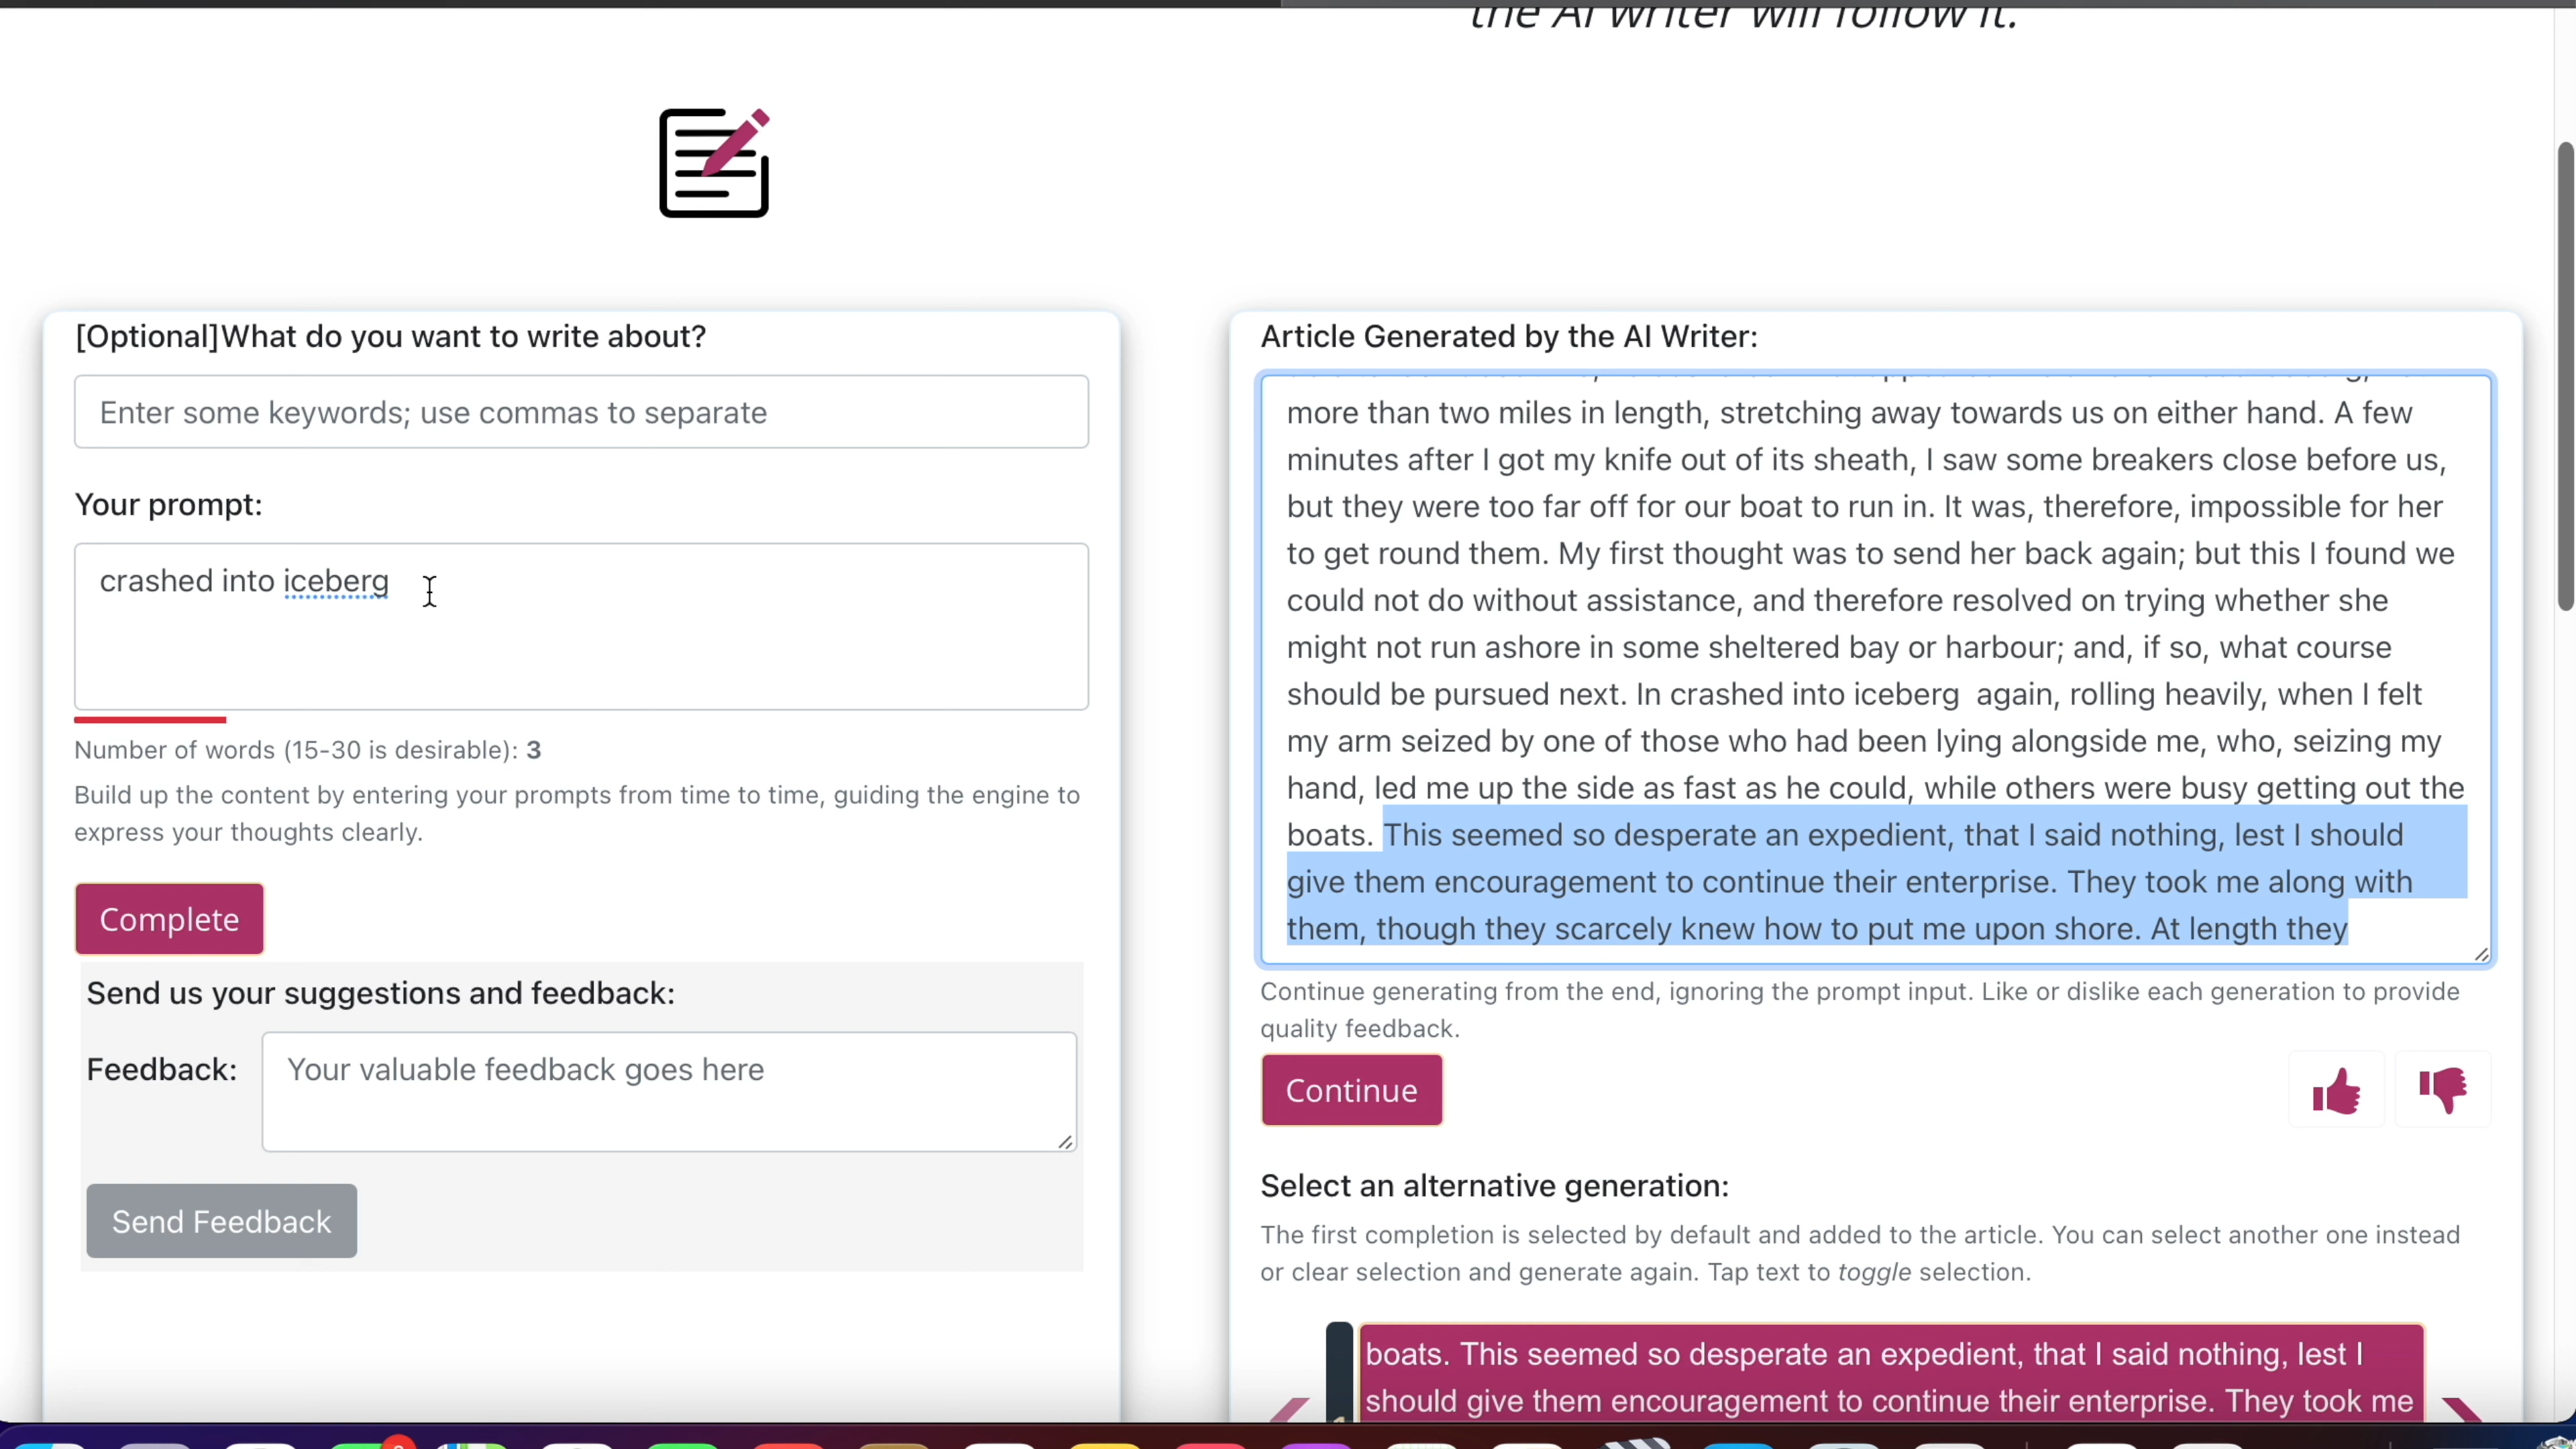 the AI writer will follow it.
[Optional]What do you want to write about?
Enter some keywords; use commas to separate
Your prompt:
crashed into iceberg
Number of words (15-30 is desirable): 3
Build up the content by entering your prompts from time to time, guiding the engine to
express your thoughts clearly.
Complete
Send us your suggestions and feedback:
Feedback:
Your valuable feedback goes here
Send Feedback
Article Generated by the AI Writer:
more than two miles in length, stretching away towards us on either hand. A few
minutes after I got my knife out of its sheath, I saw some breakers close before us,
but they were too far off for our boat to run in. It was, therefore, impossible for her
to get round them. My first thought was to send her back again; but this I found we
could not do without assistance, and therefore resolved on trying whether she
might not run ashore in some sheltered bay or harbour; and, if so, what course
should be pursued next. In crashed into iceberg  again, rolling heavily, when I felt
my arm seized by one of those who had been lying alongside me, who, seizing my
hand, led me up the side as fast as he could, while others were busy getting out the
boats. This seemed so desperate an expedient, that I said nothing, lest I should
give them encouragement to continue their enterprise. They took me along with
them, though they scarcely knew how to put me upon shore. At length they
Continue generating from the end, ignoring the prompt input. Like or dislike each generation to provide
quality feedback.
Continue
Select an alternative generation:
The first completion is selected by default and added to the article. You can select another one instead
or clear selection and generate again. Tap text to toggle selection.
boats. This seemed so desperate an expedient, that I said nothing, lest I
should give them encouragement to continue their enterprise. They took me